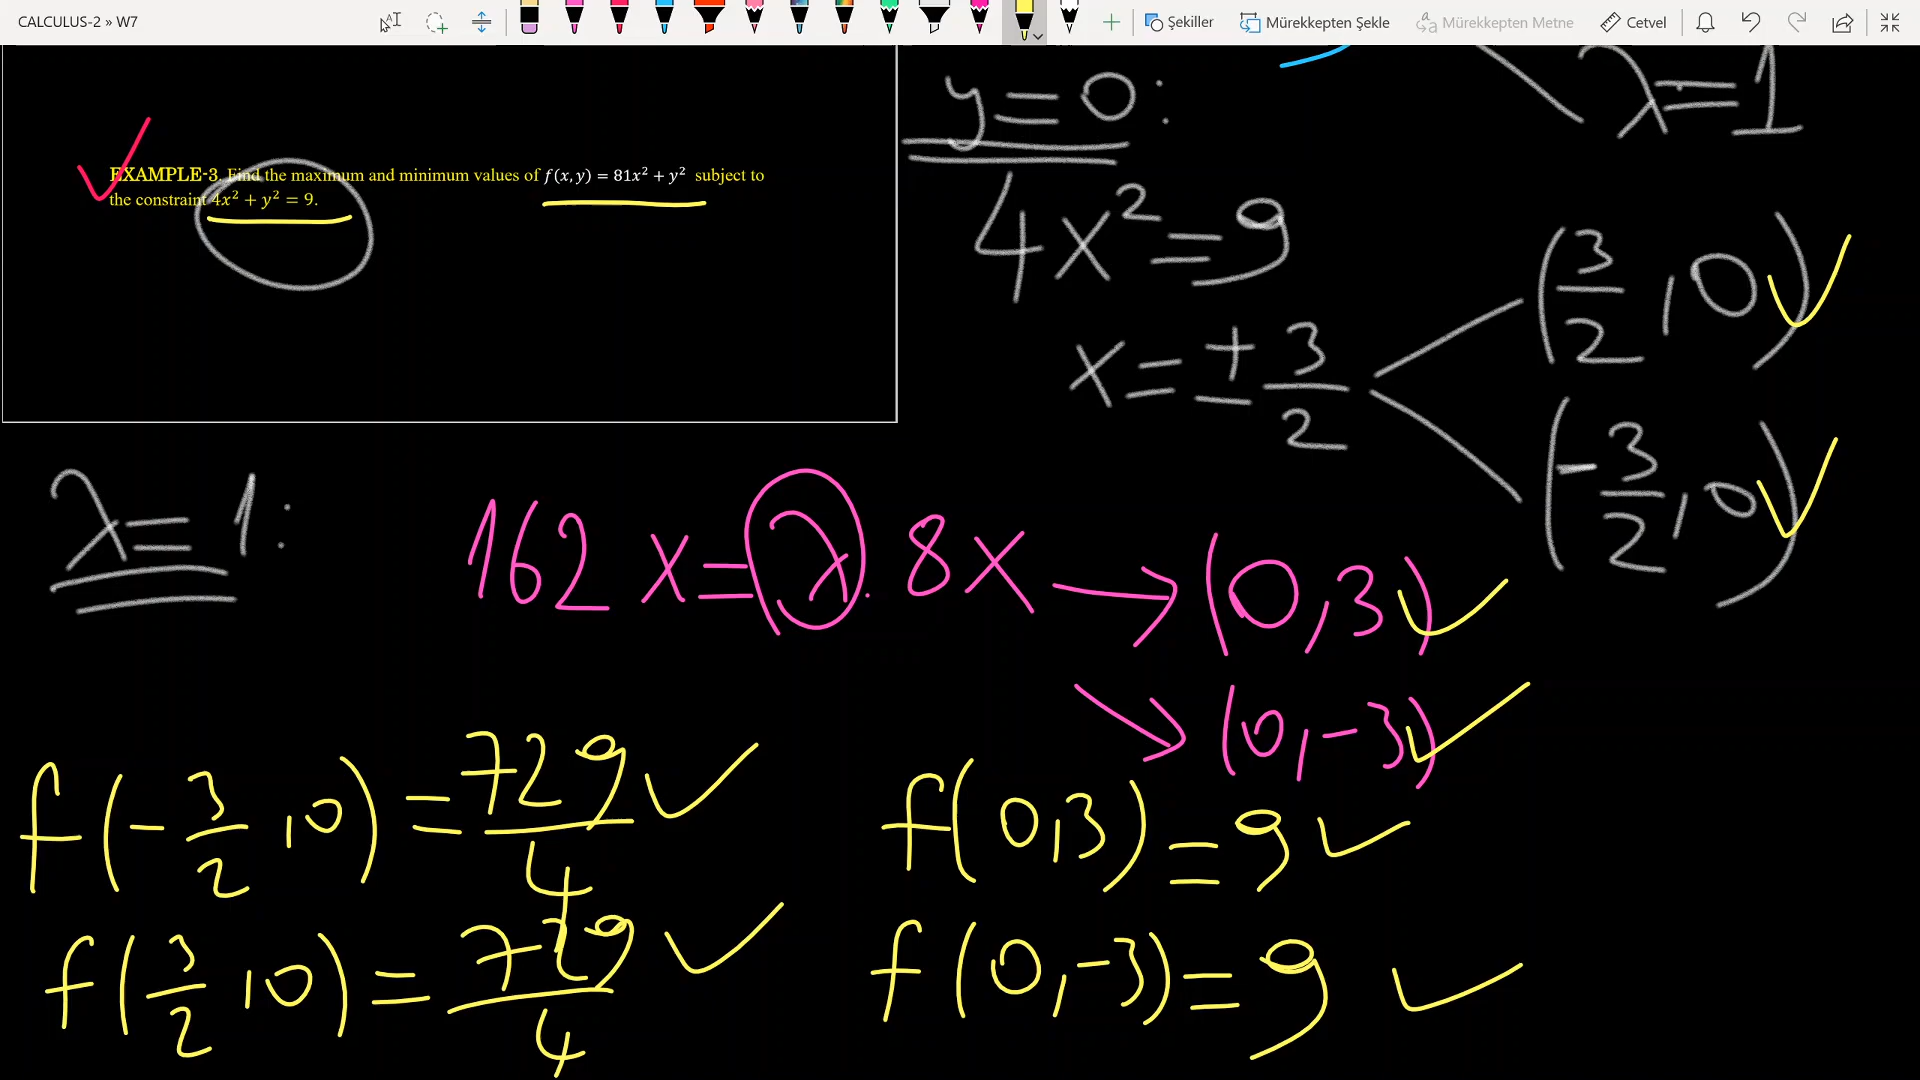 CALCULUS-2 » W7
Şekiller
Mürekkepten Şekle
Mürekkepten Metne
Cetvel
EXAMPLE-3. Find the maximum and minimum values of f(x, y) = 81x² + y² subject to
the constraint 4x² + y² = 9.
y = 0 :
λ = 1
4x² = 9
x = ± 3/2
(3/2, 0)
(-3/2, 0)
λ = 1 :
162 x = λ . 8x → (0, 3)
(0, -3)
f(-3/2, 0) = 729/4
f(0, 3) = 9
f(3/2, 0) = 729/4
f(0, -3) = 9